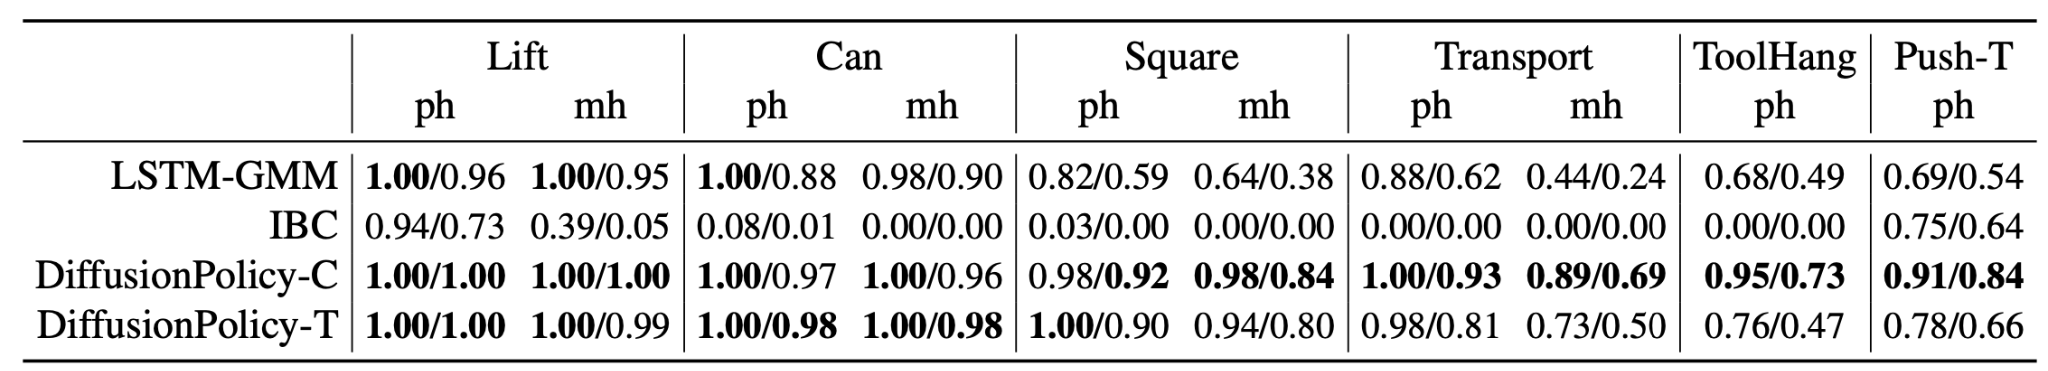 Lift Can Square Transport ToolHang Push-T
ph mh ph mh ph mh ph mh ph ph
LSTM-GMM 1.00/0.96 1.00/0.95 1.00/0.88 0.98/0.90 0.82/0.59 0.64/0.38 0.88/0.62 0.44/0.24 0.68/0.49 0.69/0.54
IBC 0.94/0.73 0.39/0.05 0.08/0.01 0.00/0.00 0.03/0.00 0.00/0.00 0.00/0.00 0.00/0.00 0.00/0.00 0.75/0.64
DiffusionPolicy-C 1.00/1.00 1.00/1.00 1.00/0.97 1.00/0.96 0.98/0.92 0.98/0.84 1.00/0.93 0.89/0.69 0.95/0.73 0.91/0.84
DiffusionPolicy-T 1.00/1.00 1.00/0.99 1.00/0.98 1.00/0.98 1.00/0.90 0.94/0.80 0.98/0.81 0.73/0.50 0.76/0.47 0.78/0.66